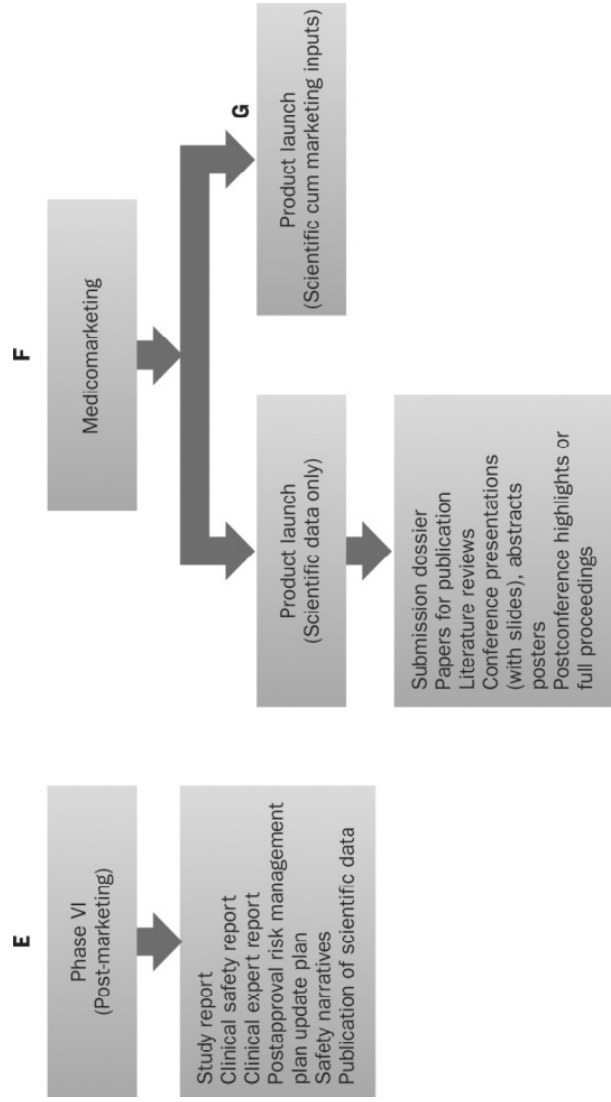 E
Phase VI
(Post-marketing)
Study report
Clinical safety report
Clinical expert report
Postapproval risk management
plan update plan
Safety narratives
Publication of scientific data
F
Medicomarketing
Product launch
(Scientific data only)
Submission dossier
Papers for publication
Literature reviews
Conference presentations
(with slides), abstracts
posters
Postconference highlights or
full proceedings
G
Product launch
(Scientific cum marketing inputs)